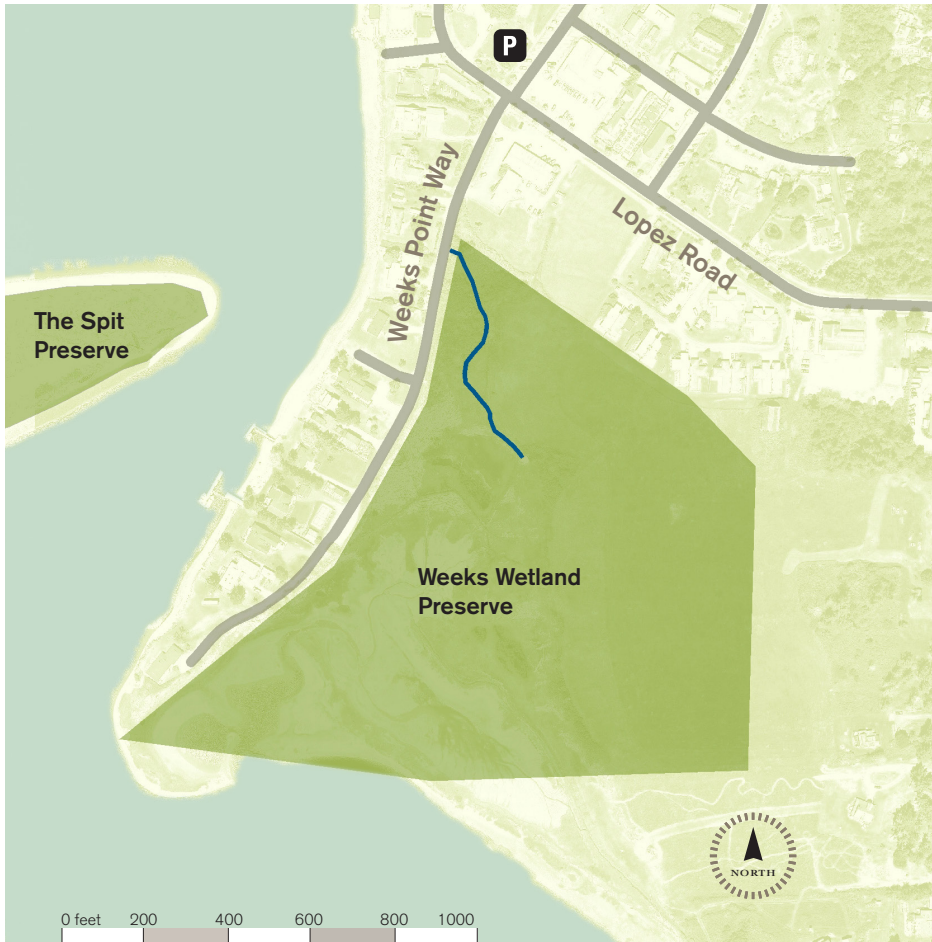 P
Weeks Point Way
Lopez Road
The Spit
Preserve
Weeks Wetland
Preserve
NORTH
0 feet 200 400 600 800 1000